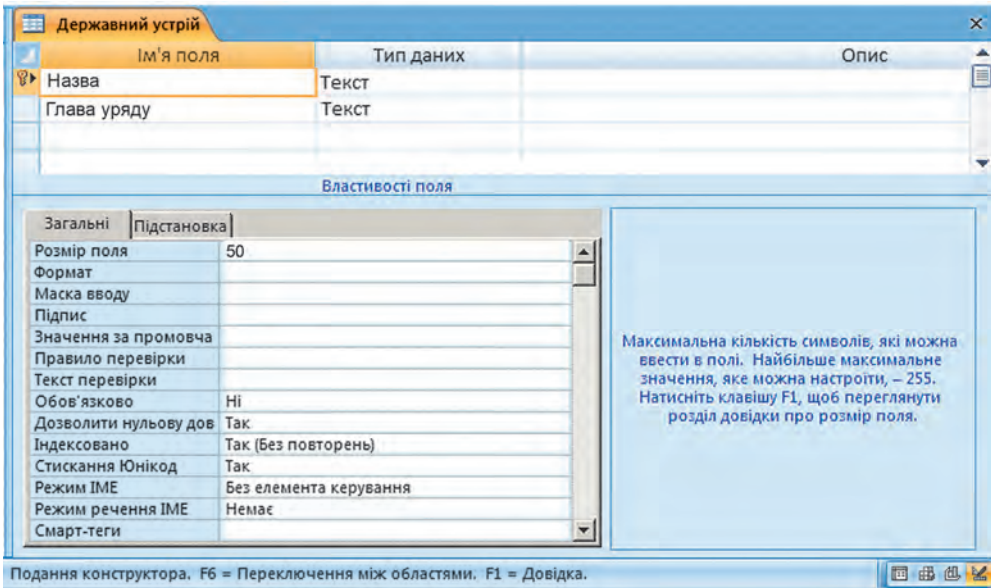 Державний устрій
Ім'я поля Тип даних Опис
Назва Текст
Глава уряду Текст
Властивості поля
Загальні Підстановка
Розмір поля 50
Формат
Маска вводу
Підпис
Значення за промовча
Правило перевірки
Текст перевірки
Обов'язково Ні
Дозволити нульову дов Так
Індексовано Так (Без повторень)
Стискання Юнікод Так
Режим IME Без елемента керування
Режим речення IME Немає
Смарт-теги
Максимальна кількість символів, які можна
ввести в полі. Найбільше максимальне
значення, яке можна настроїти, – 255.
Натисніть клавішу F1, щоб переглянути
розділ довідки про розмір поля.
Подання конструктора. F6 = Переключення між областями. F1 = Довідка.